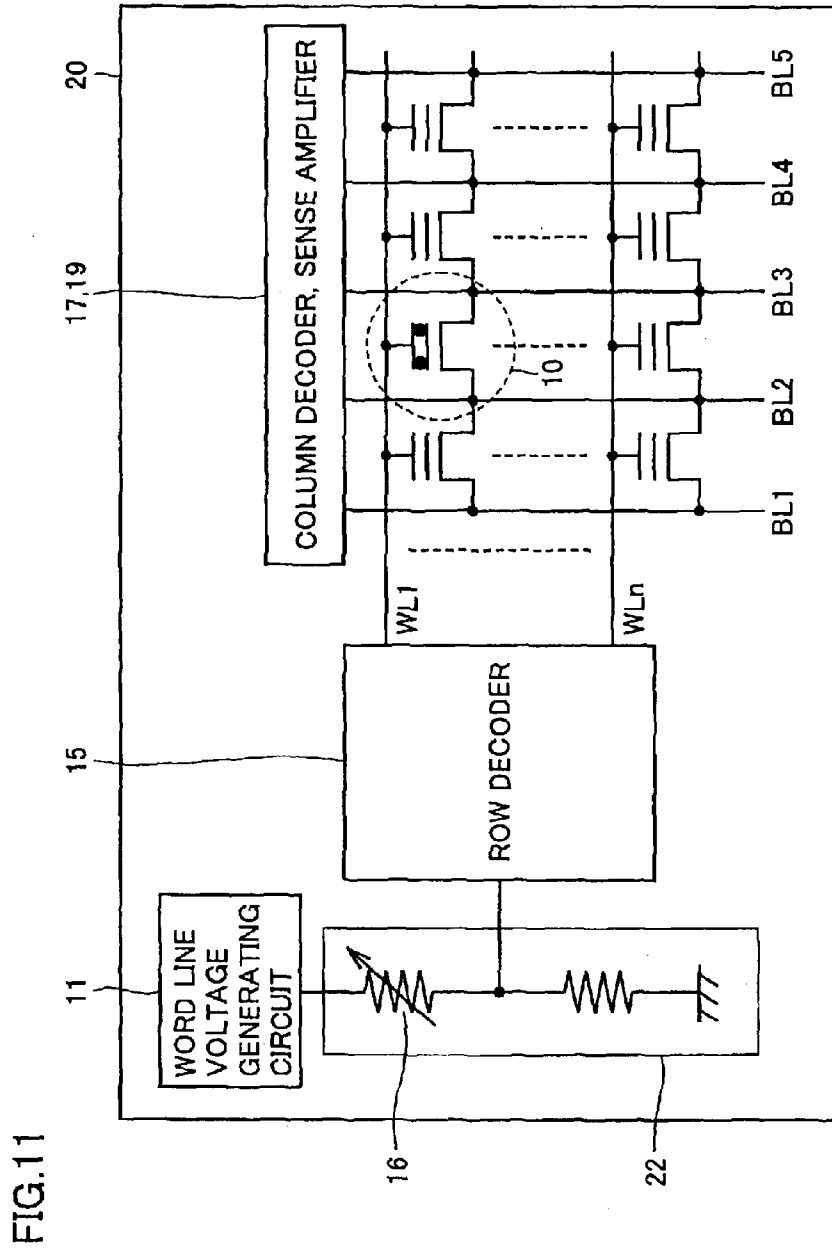 FIG.11
11
WORD LINE
VOLTAGE
GENERATING
CIRCUIT
16
22
15
ROW DECODER
WL1
WLn
17,19
COLUMN DECODER, SENSE AMPLIFIER
20
10
BL1
BL2
BL3
BL4
BL5